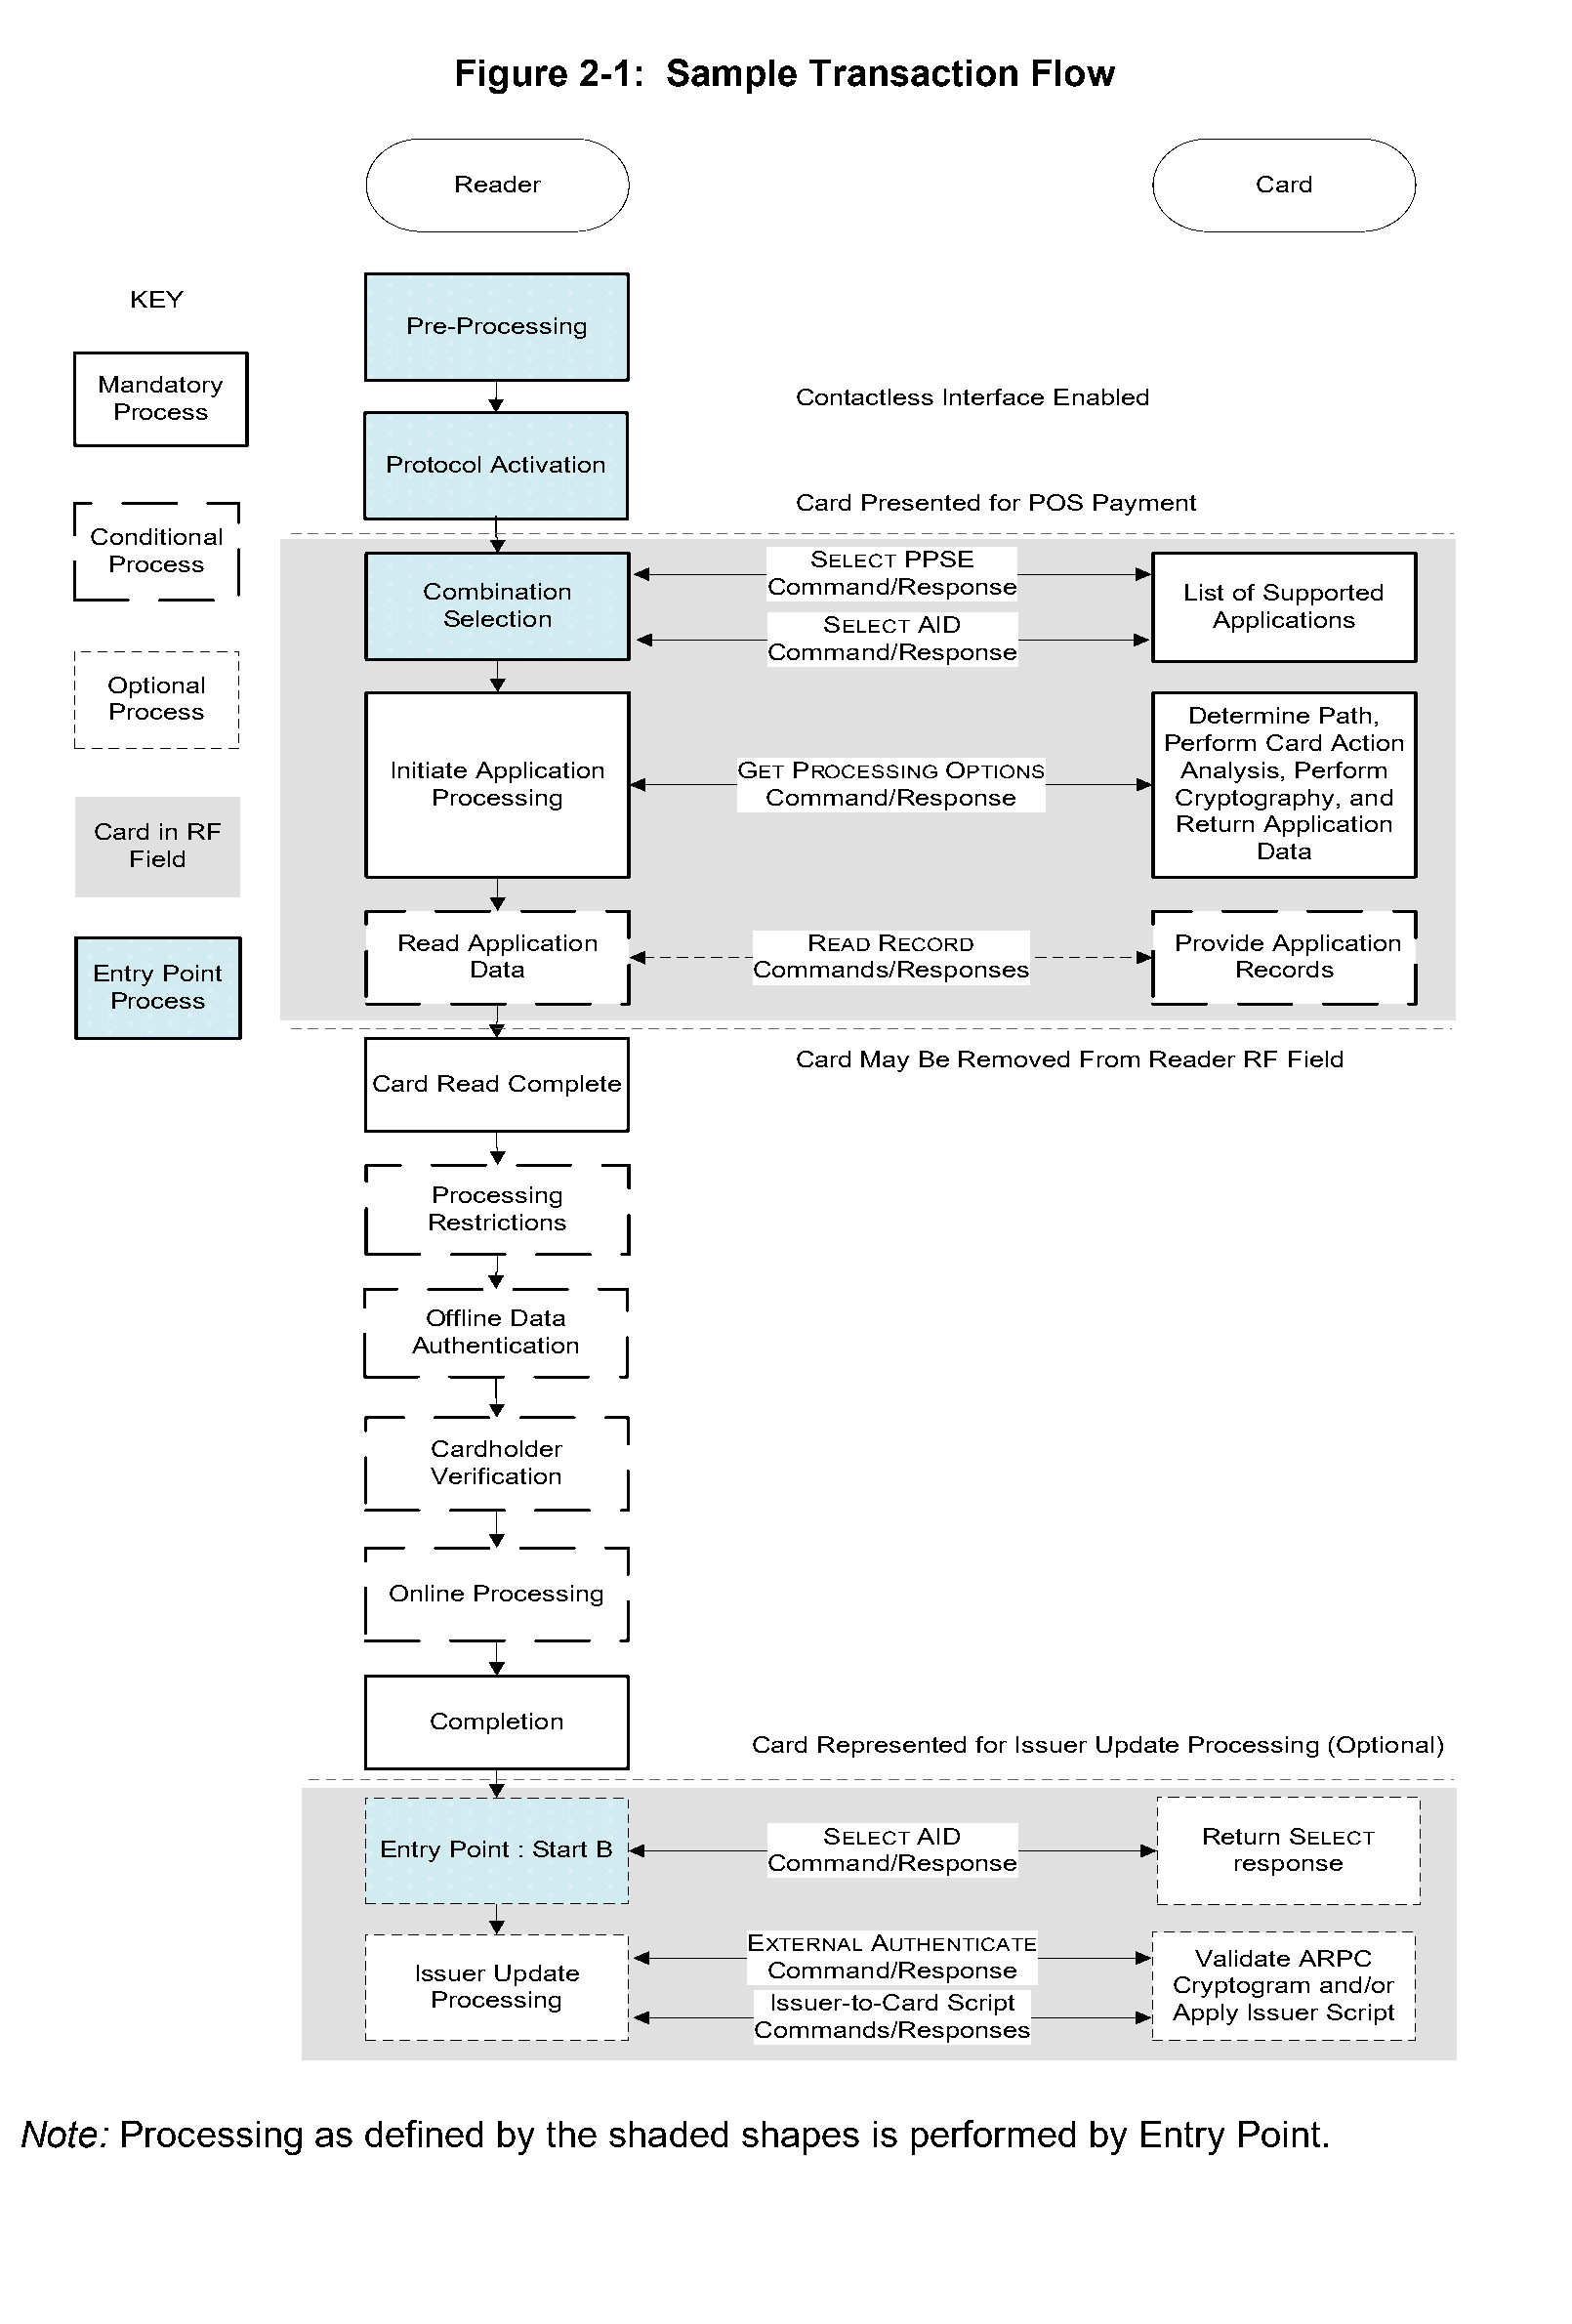 Figure 2-1:  Sample Transaction Flow
Reader
Card
KEY
Mandatory
Process
Conditional
Process
Optional
Process
Card in RF
Field
Entry Point
Process
Pre-Processing
Contactless Interface Enabled
Protocol Activation
Card Presented for POS Payment
Combination
Selection
SELECT PPSE
Command/Response
SELECT AID
Command/Response
List of Supported
Applications
Initiate Application
Processing
GET PROCESSING OPTIONS
Command/Response
Determine Path,
Perform Card Action
Analysis, Perform
Cryptography, and
Return Application
Data
Read Application
Data
READ RECORD
Commands/Responses
Provide Application
Records
Card May Be Removed From Reader RF Field
Card Read Complete
Processing
Restrictions
Offline Data
Authentication
Cardholder
Verification
Online Processing
Completion
Card Represented for Issuer Update Processing (Optional)
Entry Point : Start B
SELECT AID
Command/Response
Return SELECT
response
Issuer Update
Processing
EXTERNAL AUTHENTICATE
Command/Response
Issuer-to-Card Script
Commands/Responses
Validate ARPC
Cryptogram and/or
Apply Issuer Script
Note: Processing as defined by the shaded shapes is performed by Entry Point.